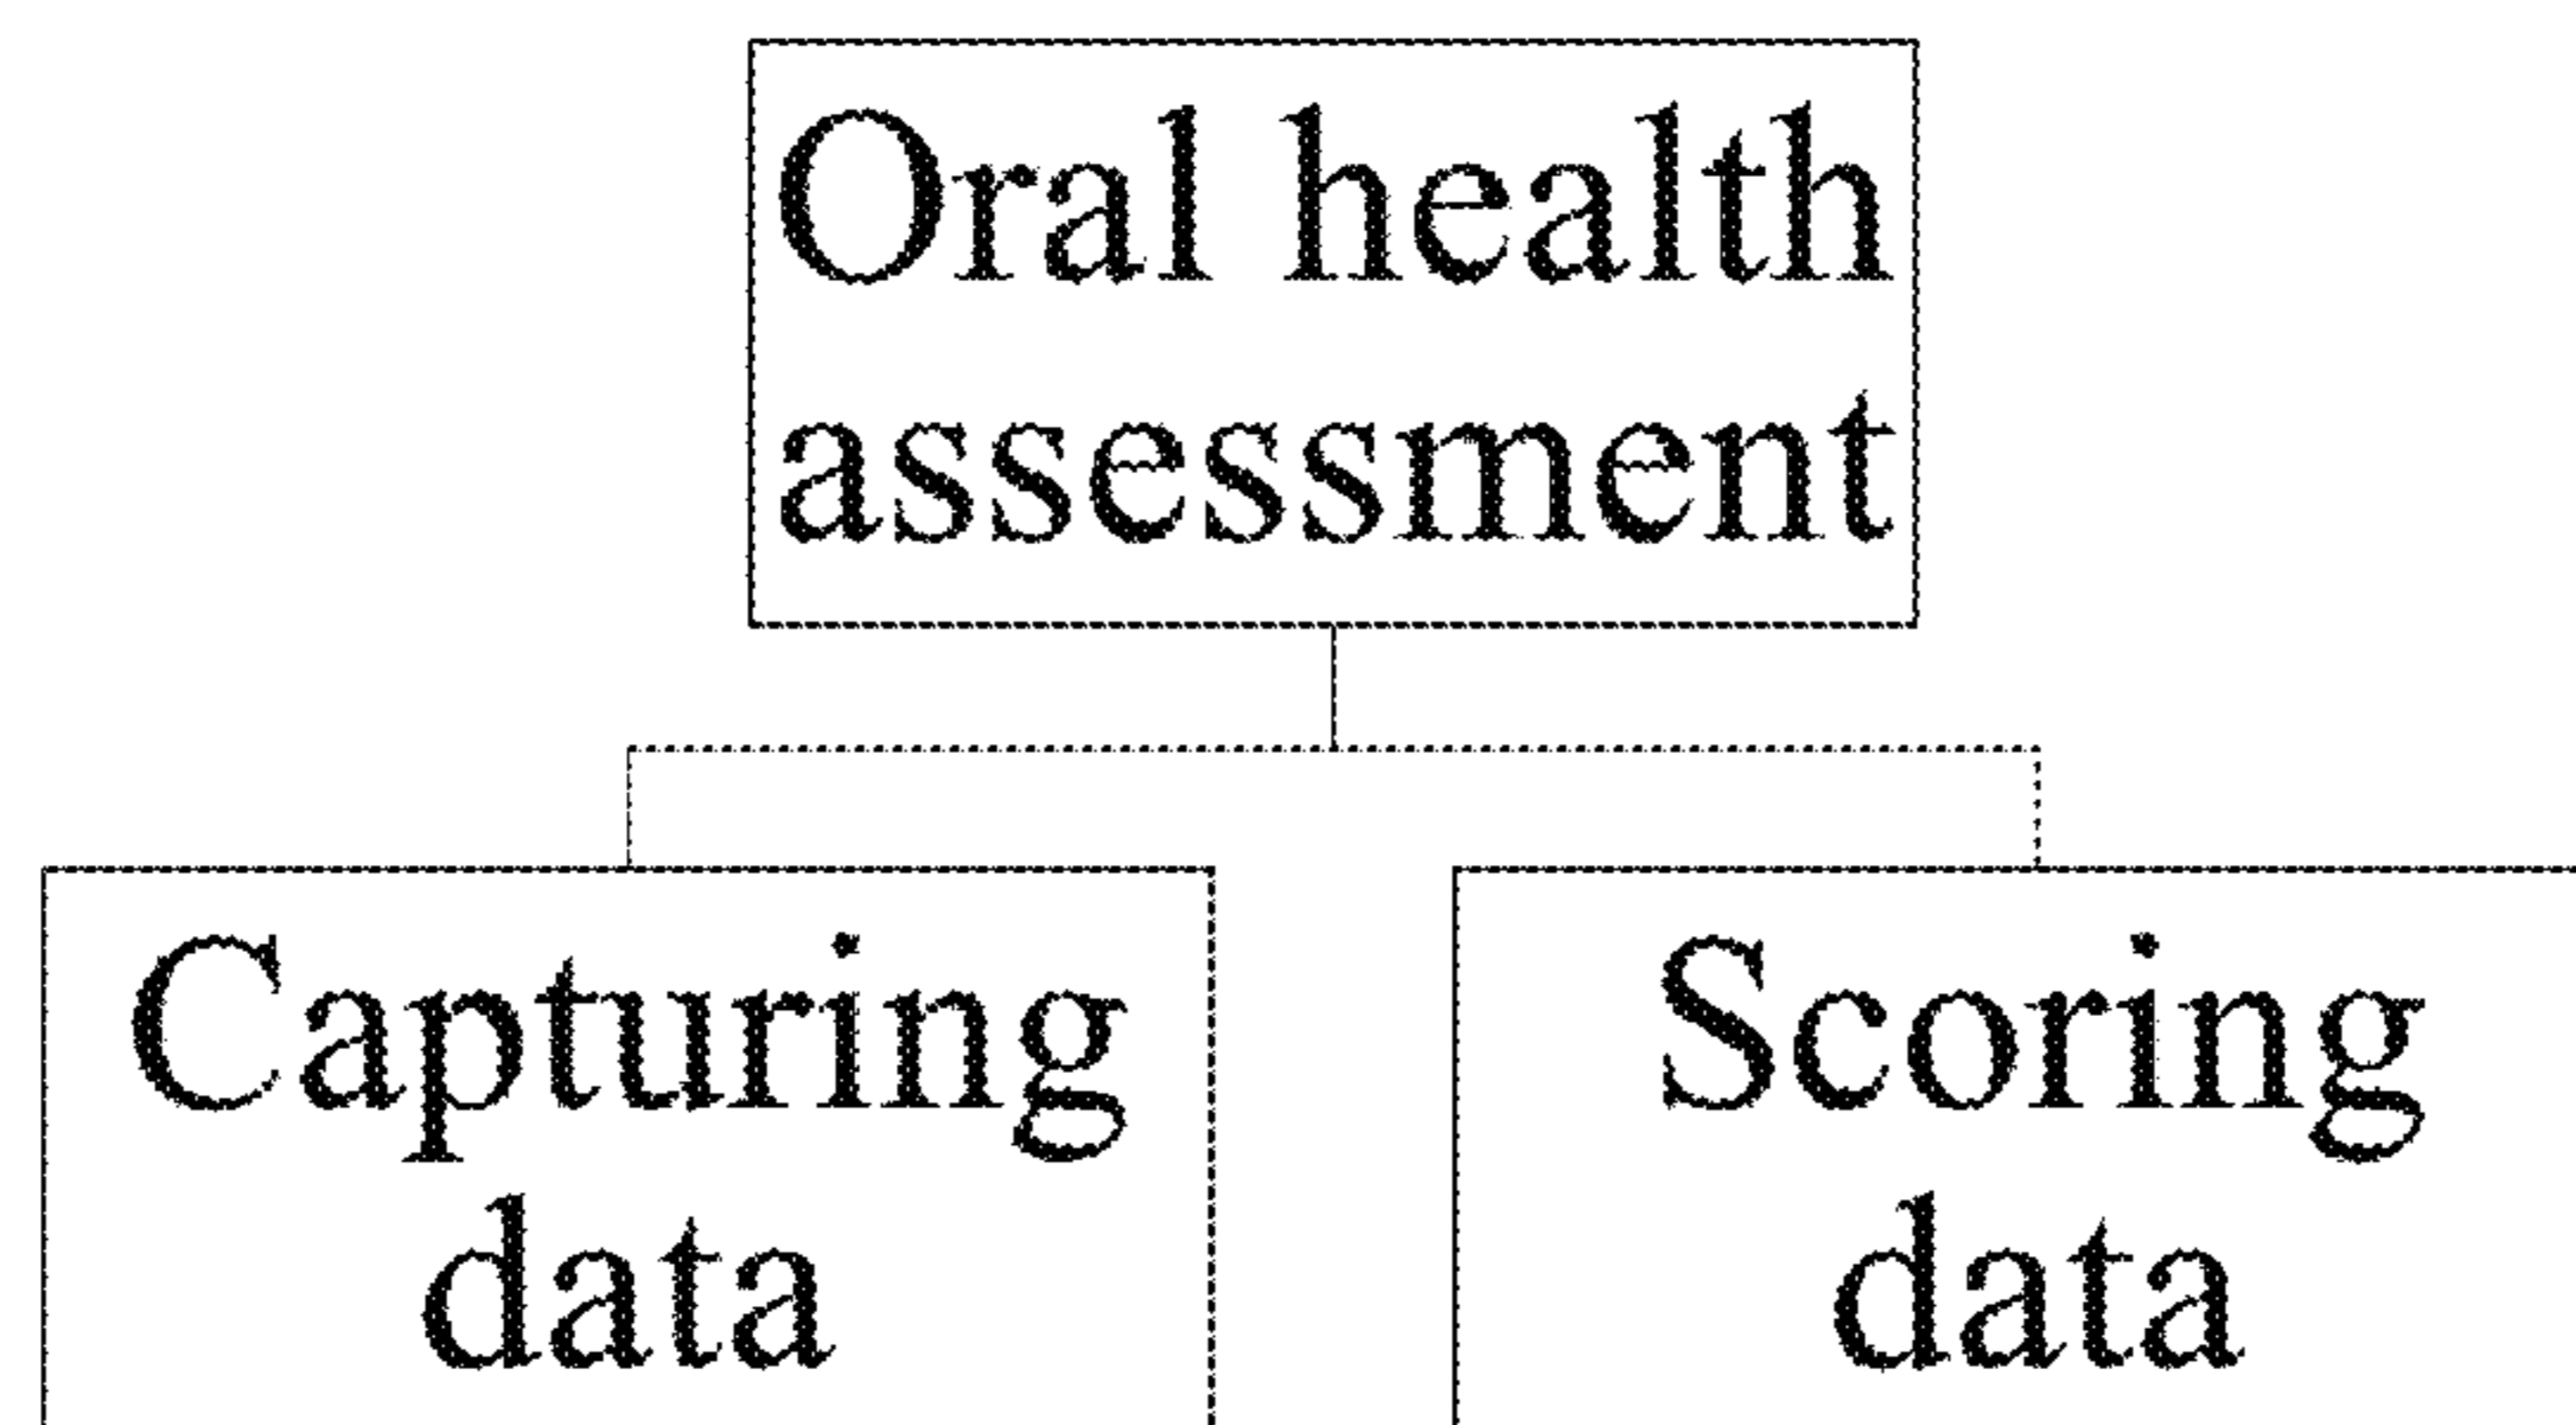 Oral health
assessment
Capturing
data
Scoring
data